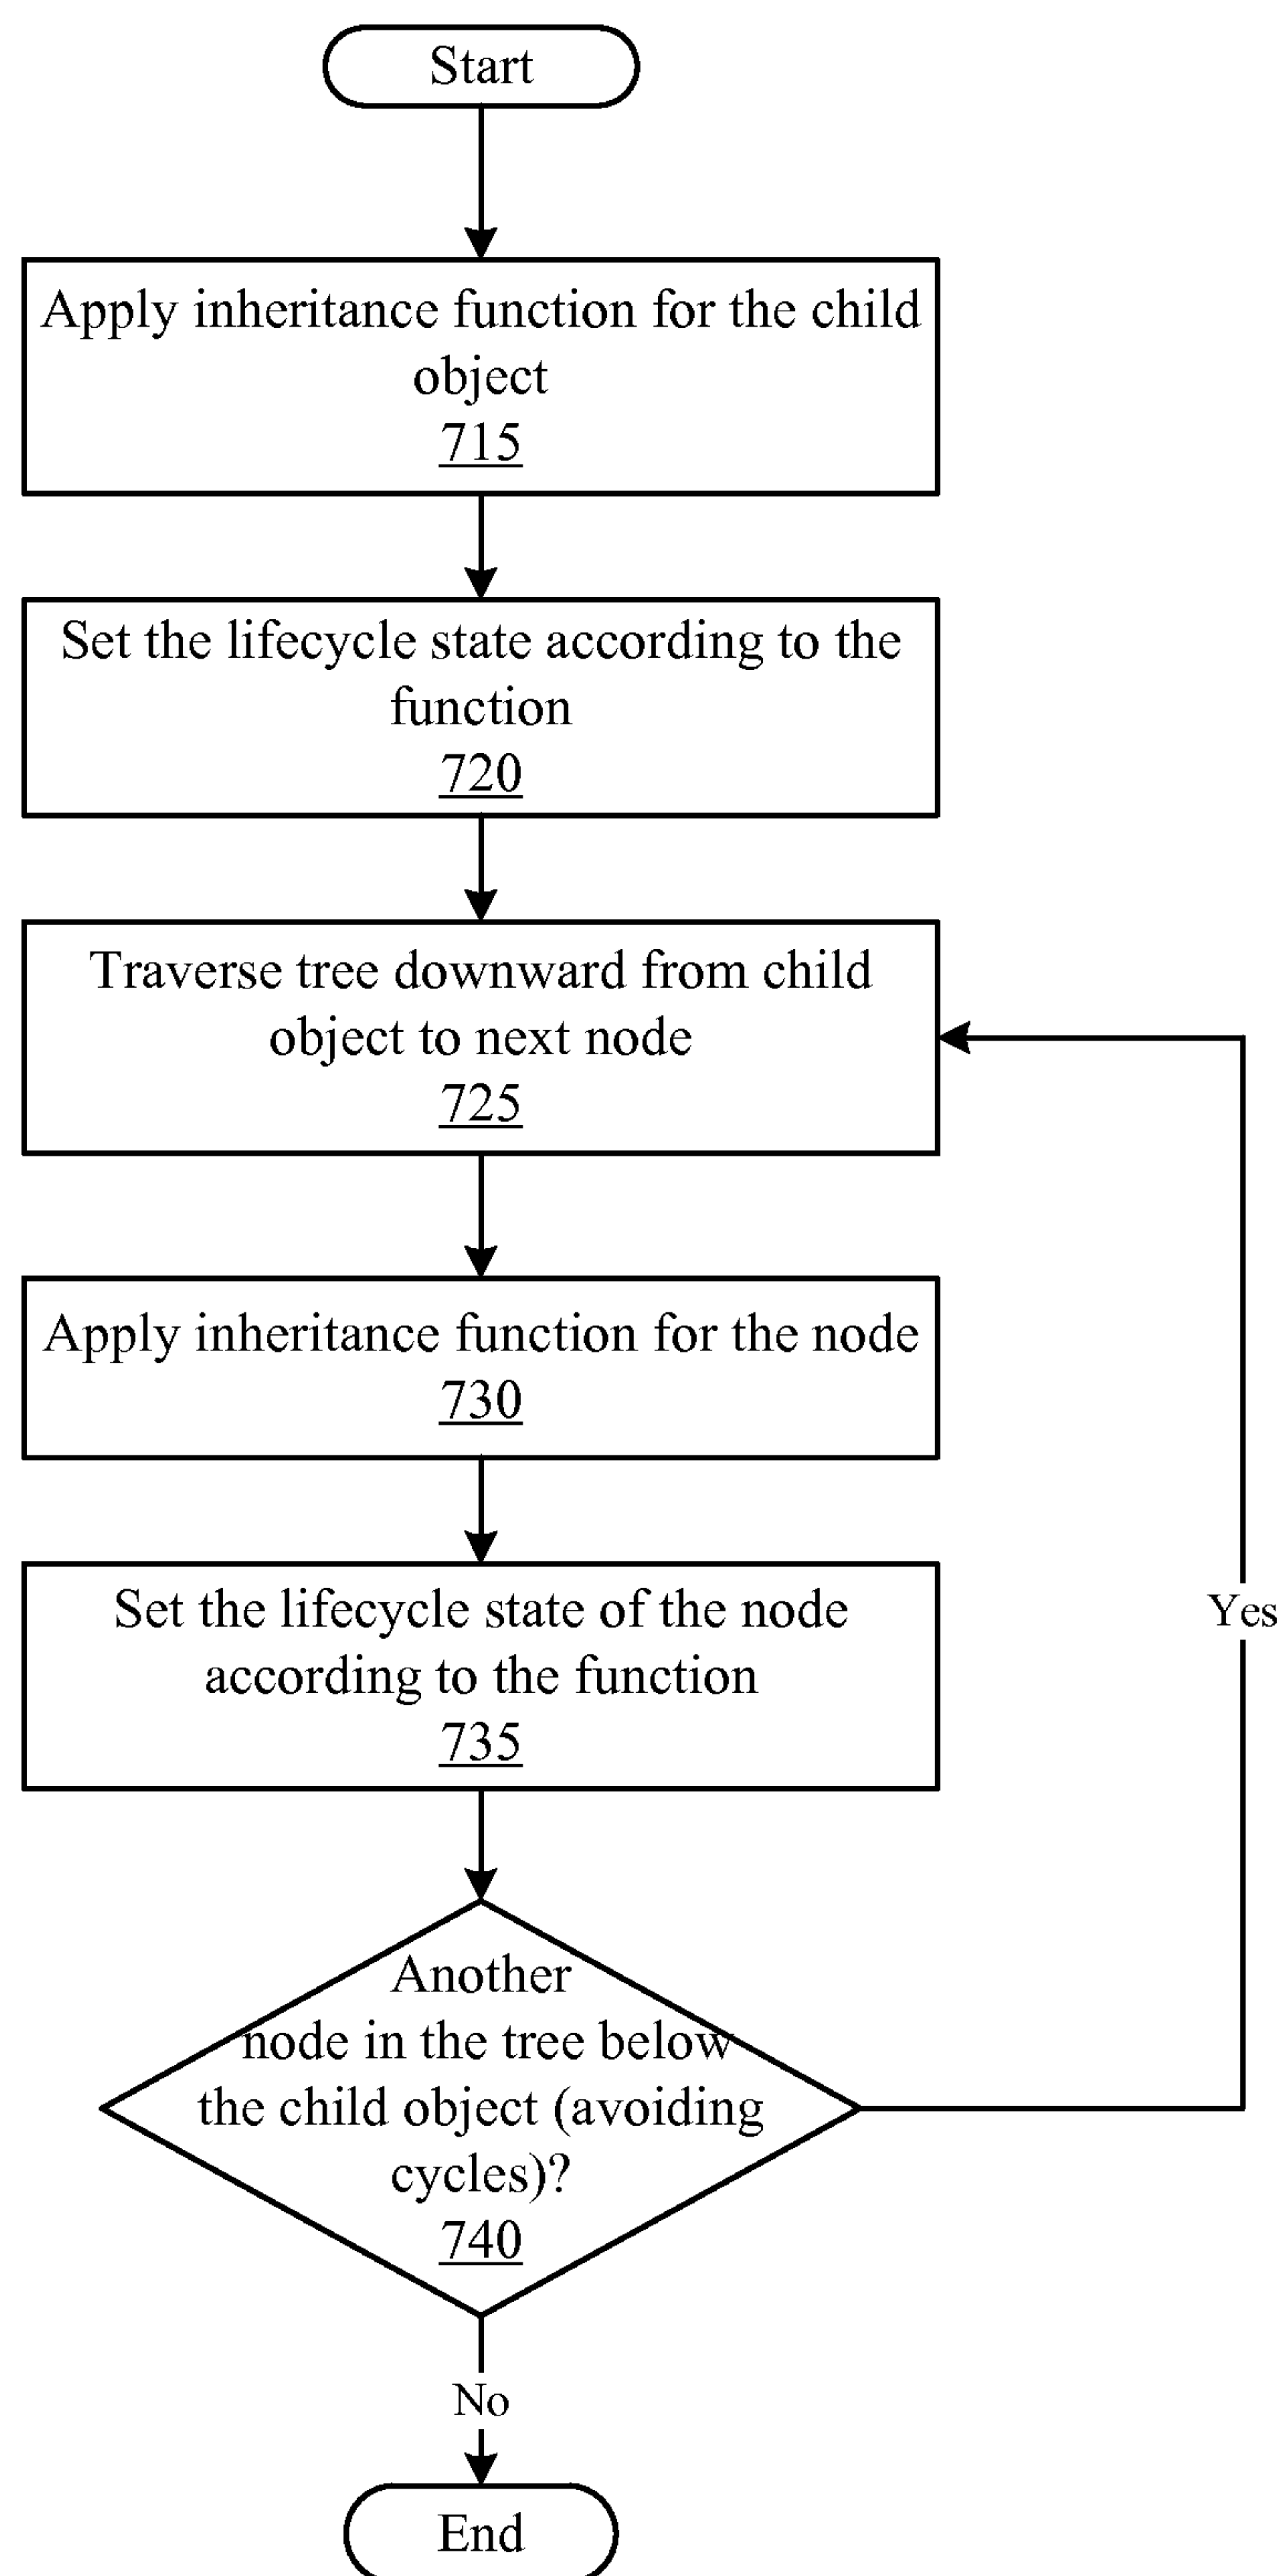 Start
Apply inheritance function for the child
object
715
Set the lifecycle state according to the
function
720
Traverse tree downward from child
object to next node
725
Apply inheritance function for the node
730
Set the lifecycle state of the node
according to the function
735
Yes
Another
node in the tree below
the child object (avoiding
cycles)?
740
No
End